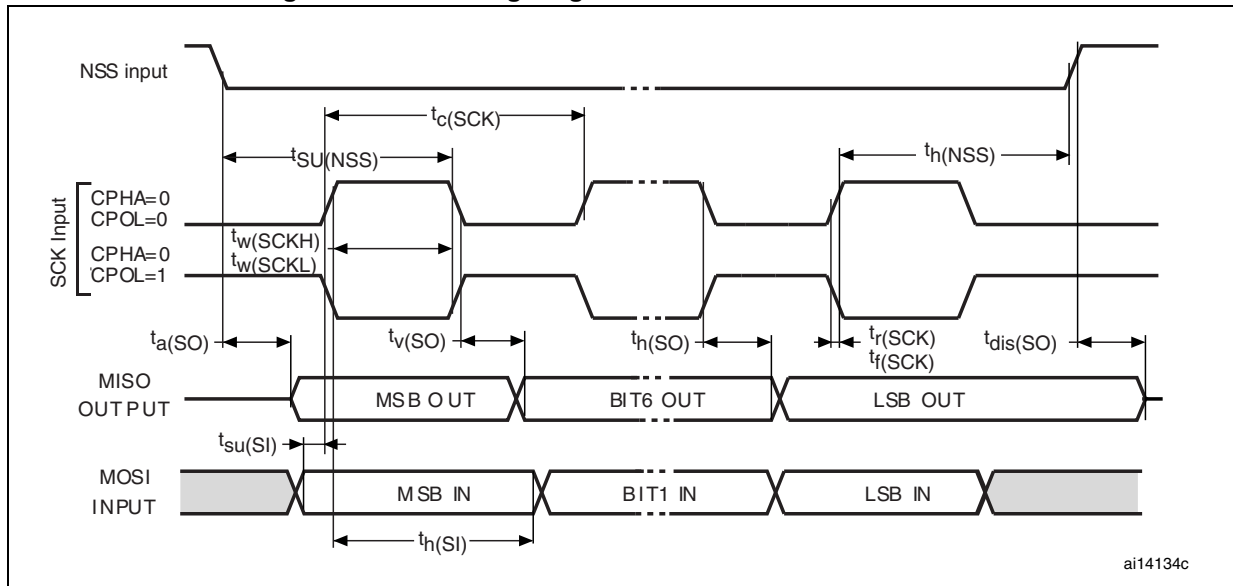 NSS input
tc(SCK)
tSU(NSS)
th(NSS)
SCK Input
CPHA=0
CPOL=0
CPHA=0
CPOL=1
tw(SCKH)
tw(SCKL)
ta(SO)
tv(SO)
th(SO)
tr(SCK)
tf(SCK)
tdis(SO)
MISO
OUTPUT
MSB OUT
BIT6 OUT
LSB OUT
tsu(SI)
MOSI
INPUT
MSB IN
BIT1 IN
LSB IN
th(SI)
ai14134c